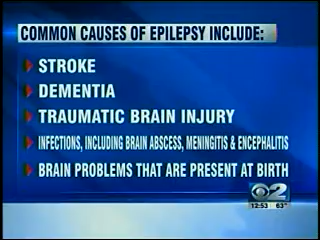 COMMON CAUSES OF EPILEPSY INCLUDE:
STROKE
DEMENTIA
TRAUMATIC BRAIN INJURY
INFECTIONS, INCLUDING BRAIN ABSCESS, MENINGITIS & ENCEPHALITIS
BRAIN PROBLEMS THAT ARE PRESENT AT BIRTH
2
12:53 63°